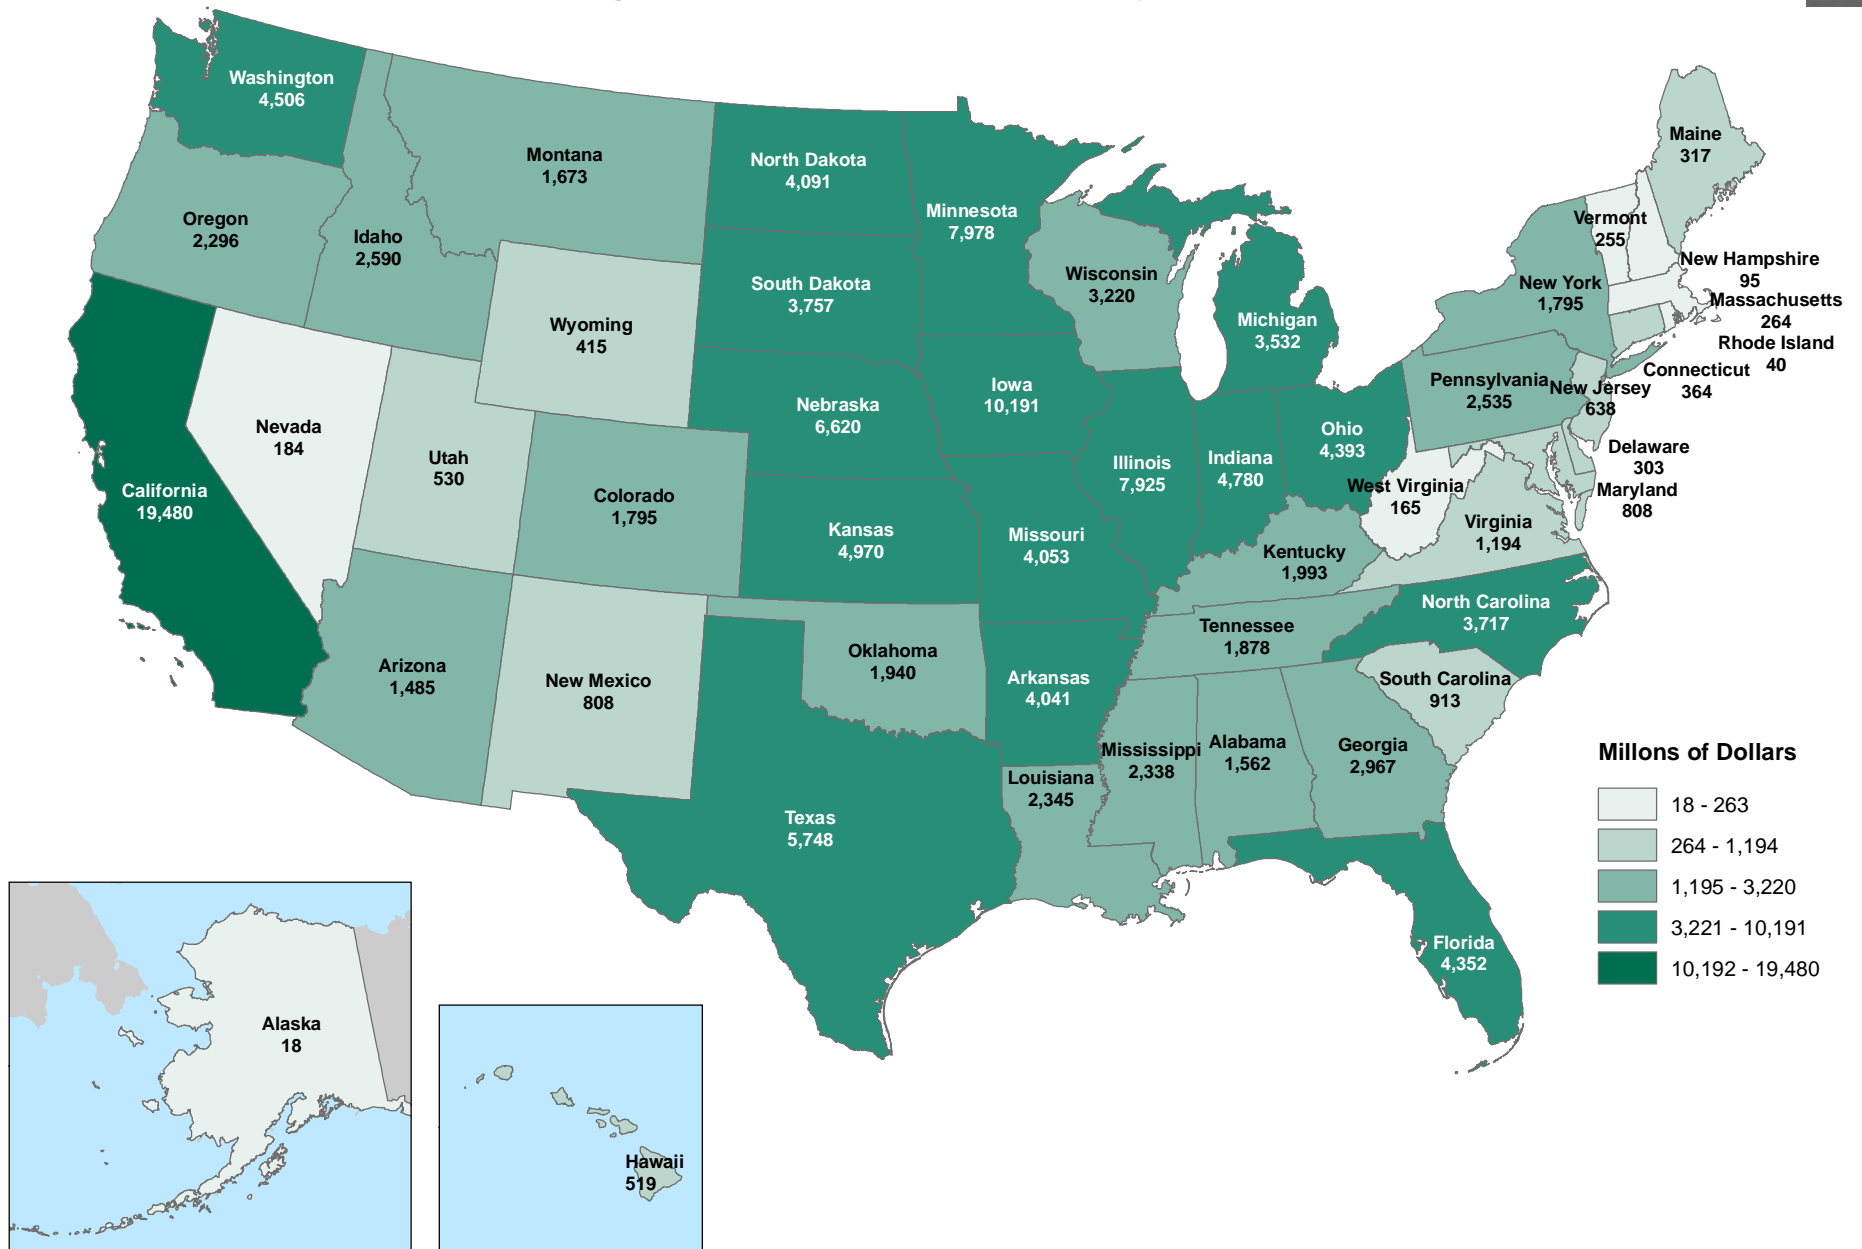 Washington
4,506
Montana
1,673
North Dakota
4,091
Minnesota
7,978
Maine
317
Oregon
2,296
Idaho
2,590
South Dakota
3,757
Wisconsin
3,220
Michigan
3,532
Vermont
255
New Hampshire
95
New York
1,795
Massachusetts
264
Rhode Island
40
Connecticut
364
Wyoming
415
Iowa
10,191
Nebraska
6,620
Pennsylvania
2,535
New Jersey
638
Nevada
184
Utah
530
Colorado
1,795
California
19,480
Illinois
7,925
Indiana
4,780
Ohio
4,393
West Virginia
165
Delaware
303
Maryland
808
Virginia
1,194
Kansas
4,970
Missouri
4,053
Kentucky
1,993
North Carolina
3,717
Tennessee
1,878
Arizona
1,485
New Mexico
808
Oklahoma
1,940
Arkansas
4,041
South Carolina
913
Mississippi
2,338
Alabama
1,562
Georgia
2,967
Louisiana
2,345
Texas
5,748
Florida
4,352
Alaska
18
Hawaii
519
Millons of Dollars
18 - 263
264 - 1,194
1,195 - 3,220
3,221 - 10,191
10,192 - 19,480